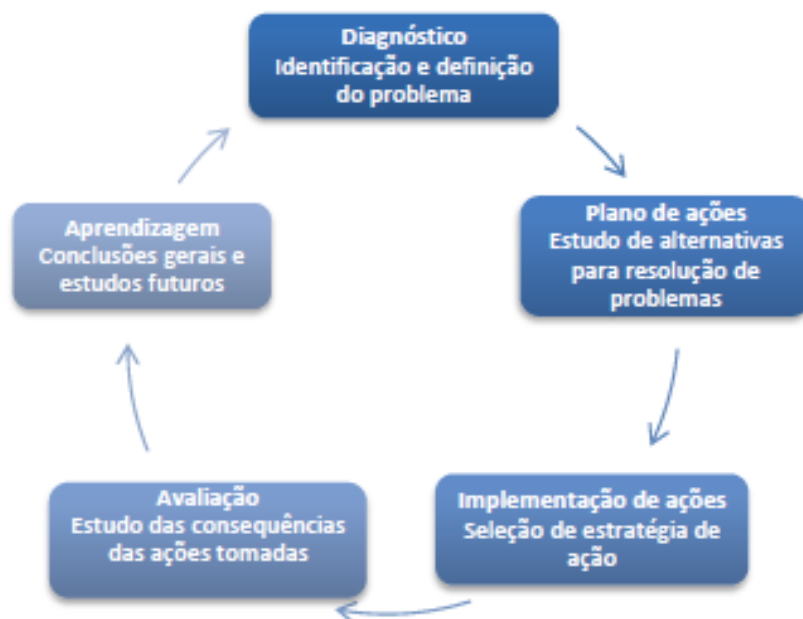 Diagnóstico
Identificação e definição
do problema
Plano de ações
Estudo de alternativas
para resolução de
problemas
Implementação de ações
Seleção de estratégia de
ação
Avaliação
Estudo das consequências
das ações tomadas
Aprendizagem
Conclusões gerais e
estudos futuros